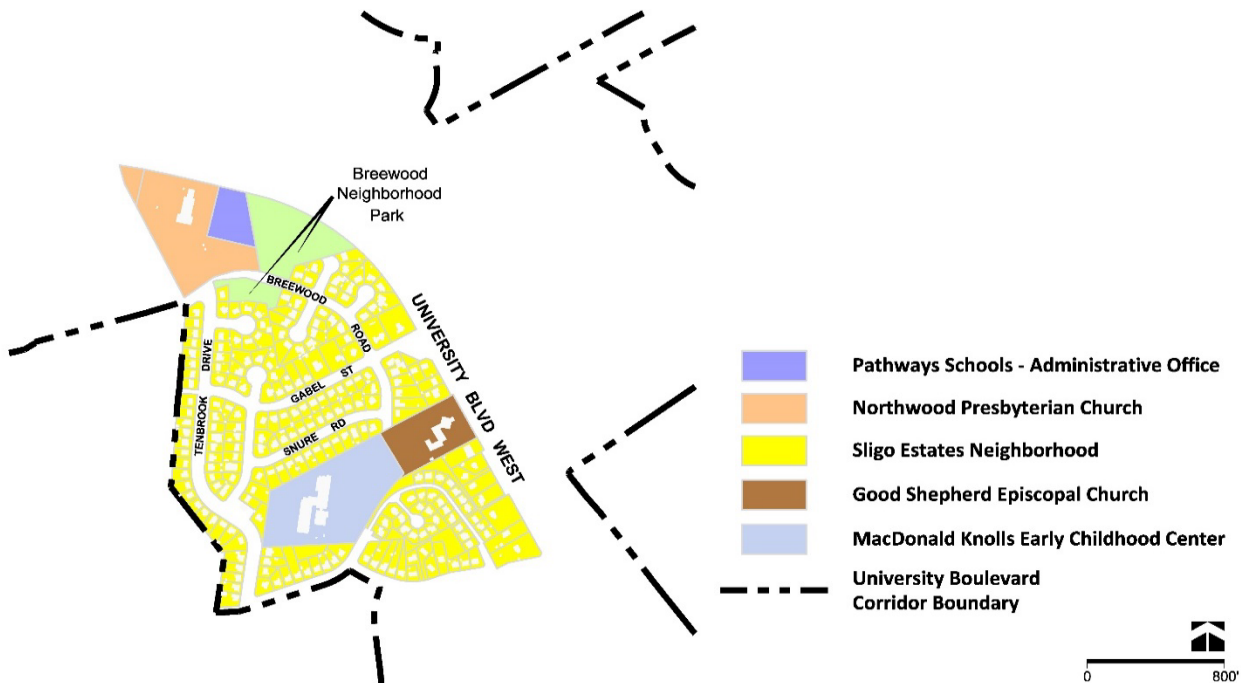 Breewood
Neighborhood
Park
BREEWOOD
ROAD
UNIVERSITY BLVD WEST
DRIVE
TENBROOK
GABEL ST
SNURE RD
Pathways Schools - Administrative Office
Northwood Presbyterian Church
Sligo Estates Neighborhood
Good Shepherd Episcopal Church
MacDonald Knolls Early Childhood Center
University Boulevard
Corridor Boundary
0 800'